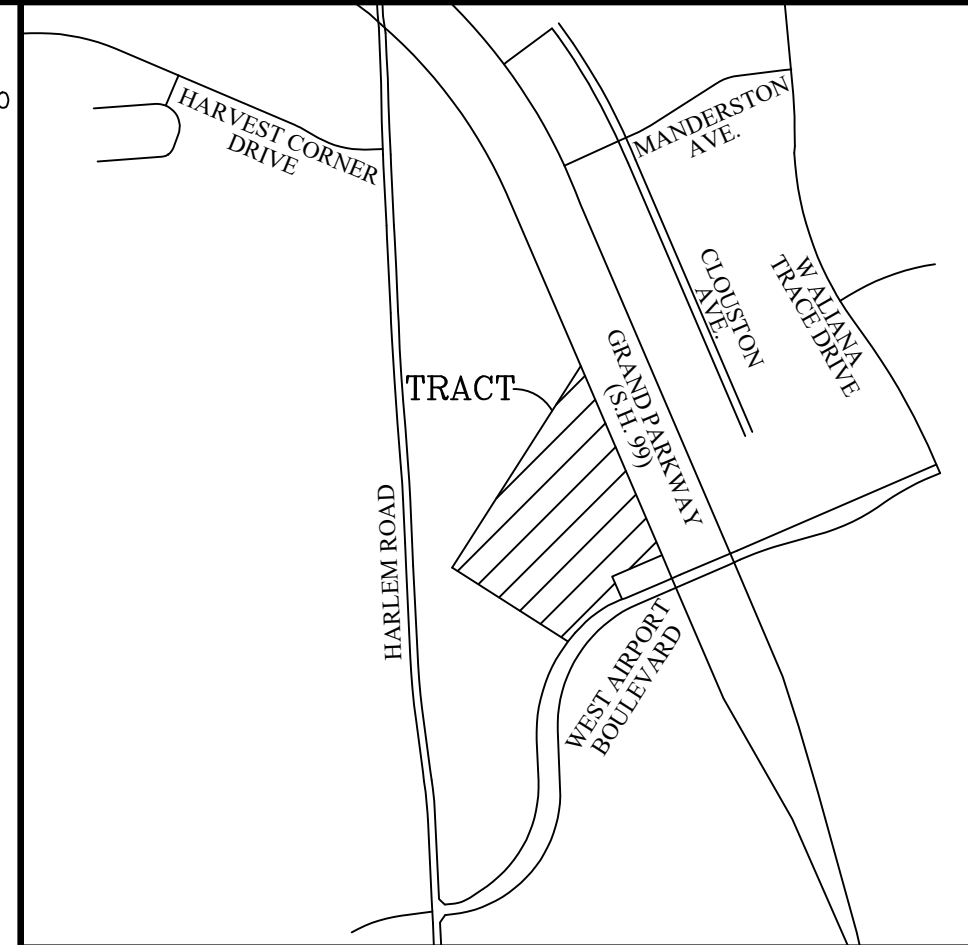 HARVEST CORNER
DRIVE
MANDERSTON
AVE.
CLOUSTON
AVE.
W ALIANA
TRACE DRIVE
GRAND PARKWAY
(S.H. 99)
TRACT
HARLEM ROAD
WEST AIRPORT
BOULEVARD